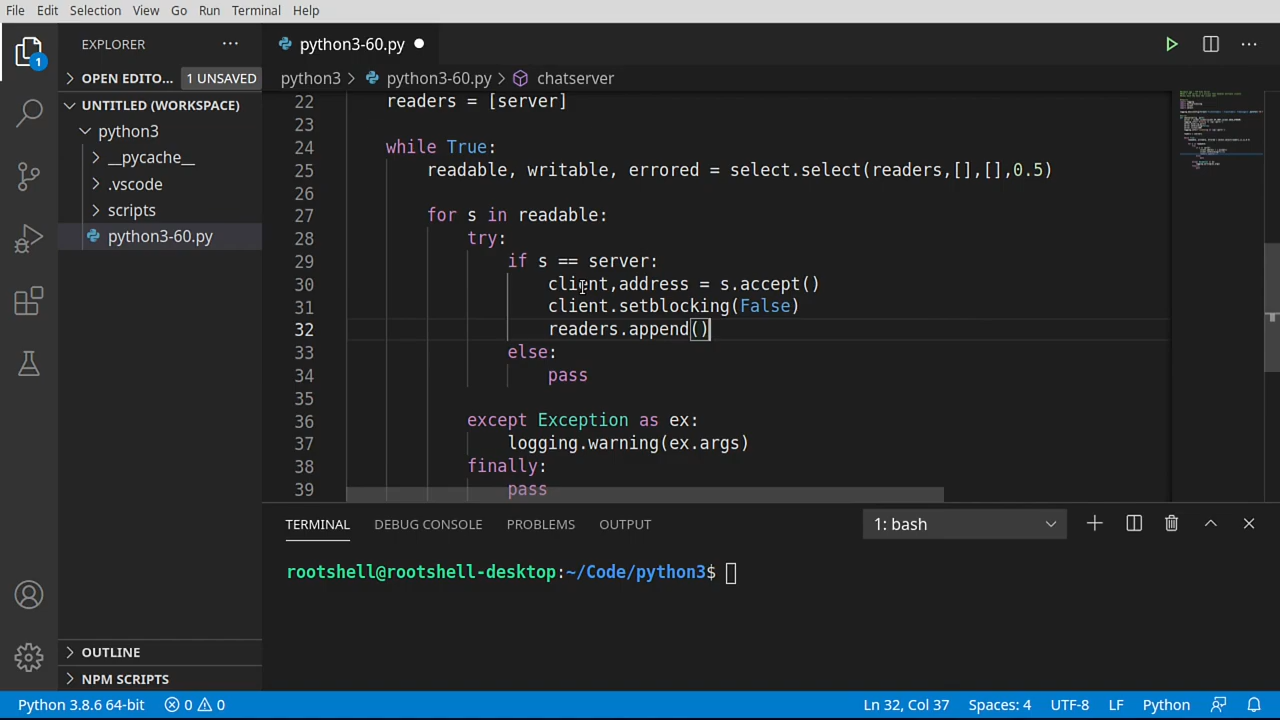 File Edit Selection View Go Run Terminal Help
EXPLORER
python3-60.py
OPEN EDITO... 1 UNSAVED
python3 > python3-60.py > chatserver
UNTITLED (WORKSPACE)
python3
__pycache__
.vscode
scripts
python3-60.py
OUTLINE
NPM SCRIPTS
1
22 readers = [server]
23
24 while True:
25 readable, writable, errored = select.select(readers,[],[],0.5)
26
27 for s in readable:
28 try:
29 if s == server:
30 client,address = s.accept()
31 client.setblocking(False)
32 readers.append()
33 else:
34 pass
35
36 except Exception as ex:
37 logging.warning(ex.args)
38 finally:
39 pass
TERMINAL DEBUG CONSOLE PROBLEMS OUTPUT 1: bash
rootshell@rootshell-desktop:~/Code/python3$
Python 3.8.6 64-bit 0 0 Ln 32, Col 37 Spaces: 4 UTF-8 LF Python